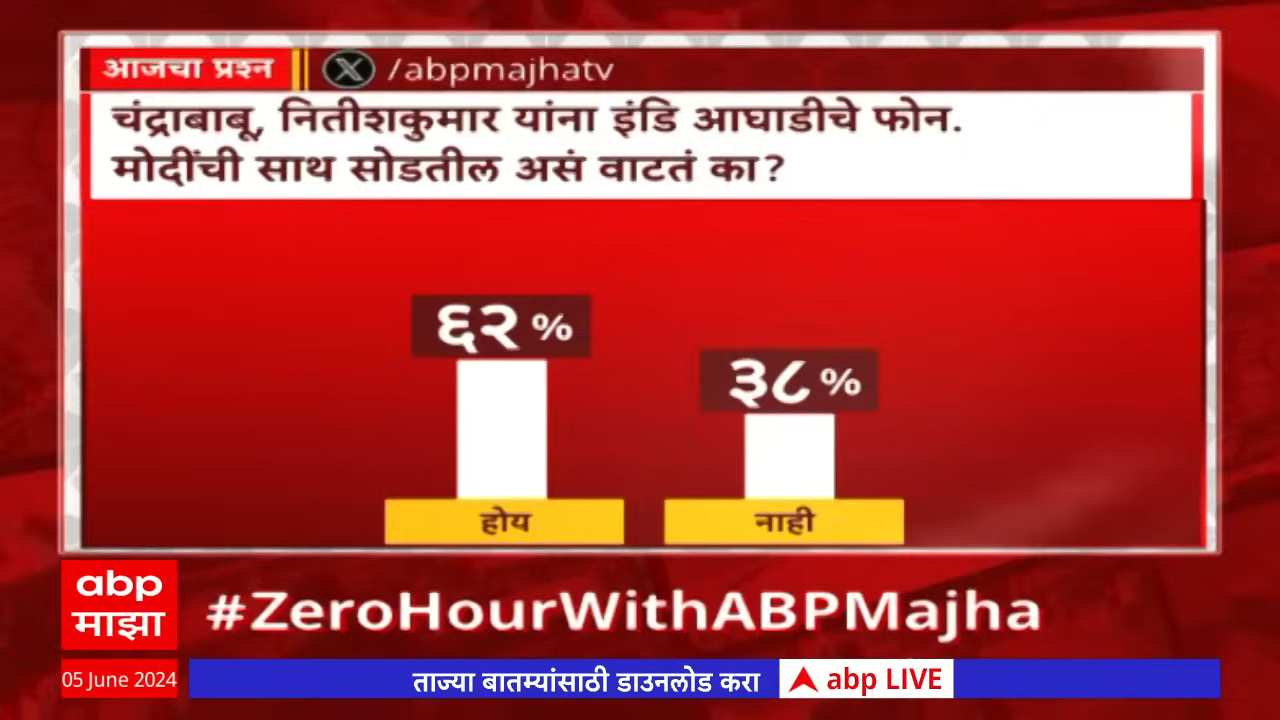 आजचा प्रश्न
/abpmajhatv
चंद्राबाबू, नितीशकुमार यांना इंडि आघाडीचे फोन.
मोदींची साथ सोडतील असं वाटतं का?
६२ %
३८ %
होय
नाही
abp
माझा
#ZeroHourWithABPMajha
05 June 2024
ताज्या बातम्यांसाठी डाउनलोड करा
abp LIVE